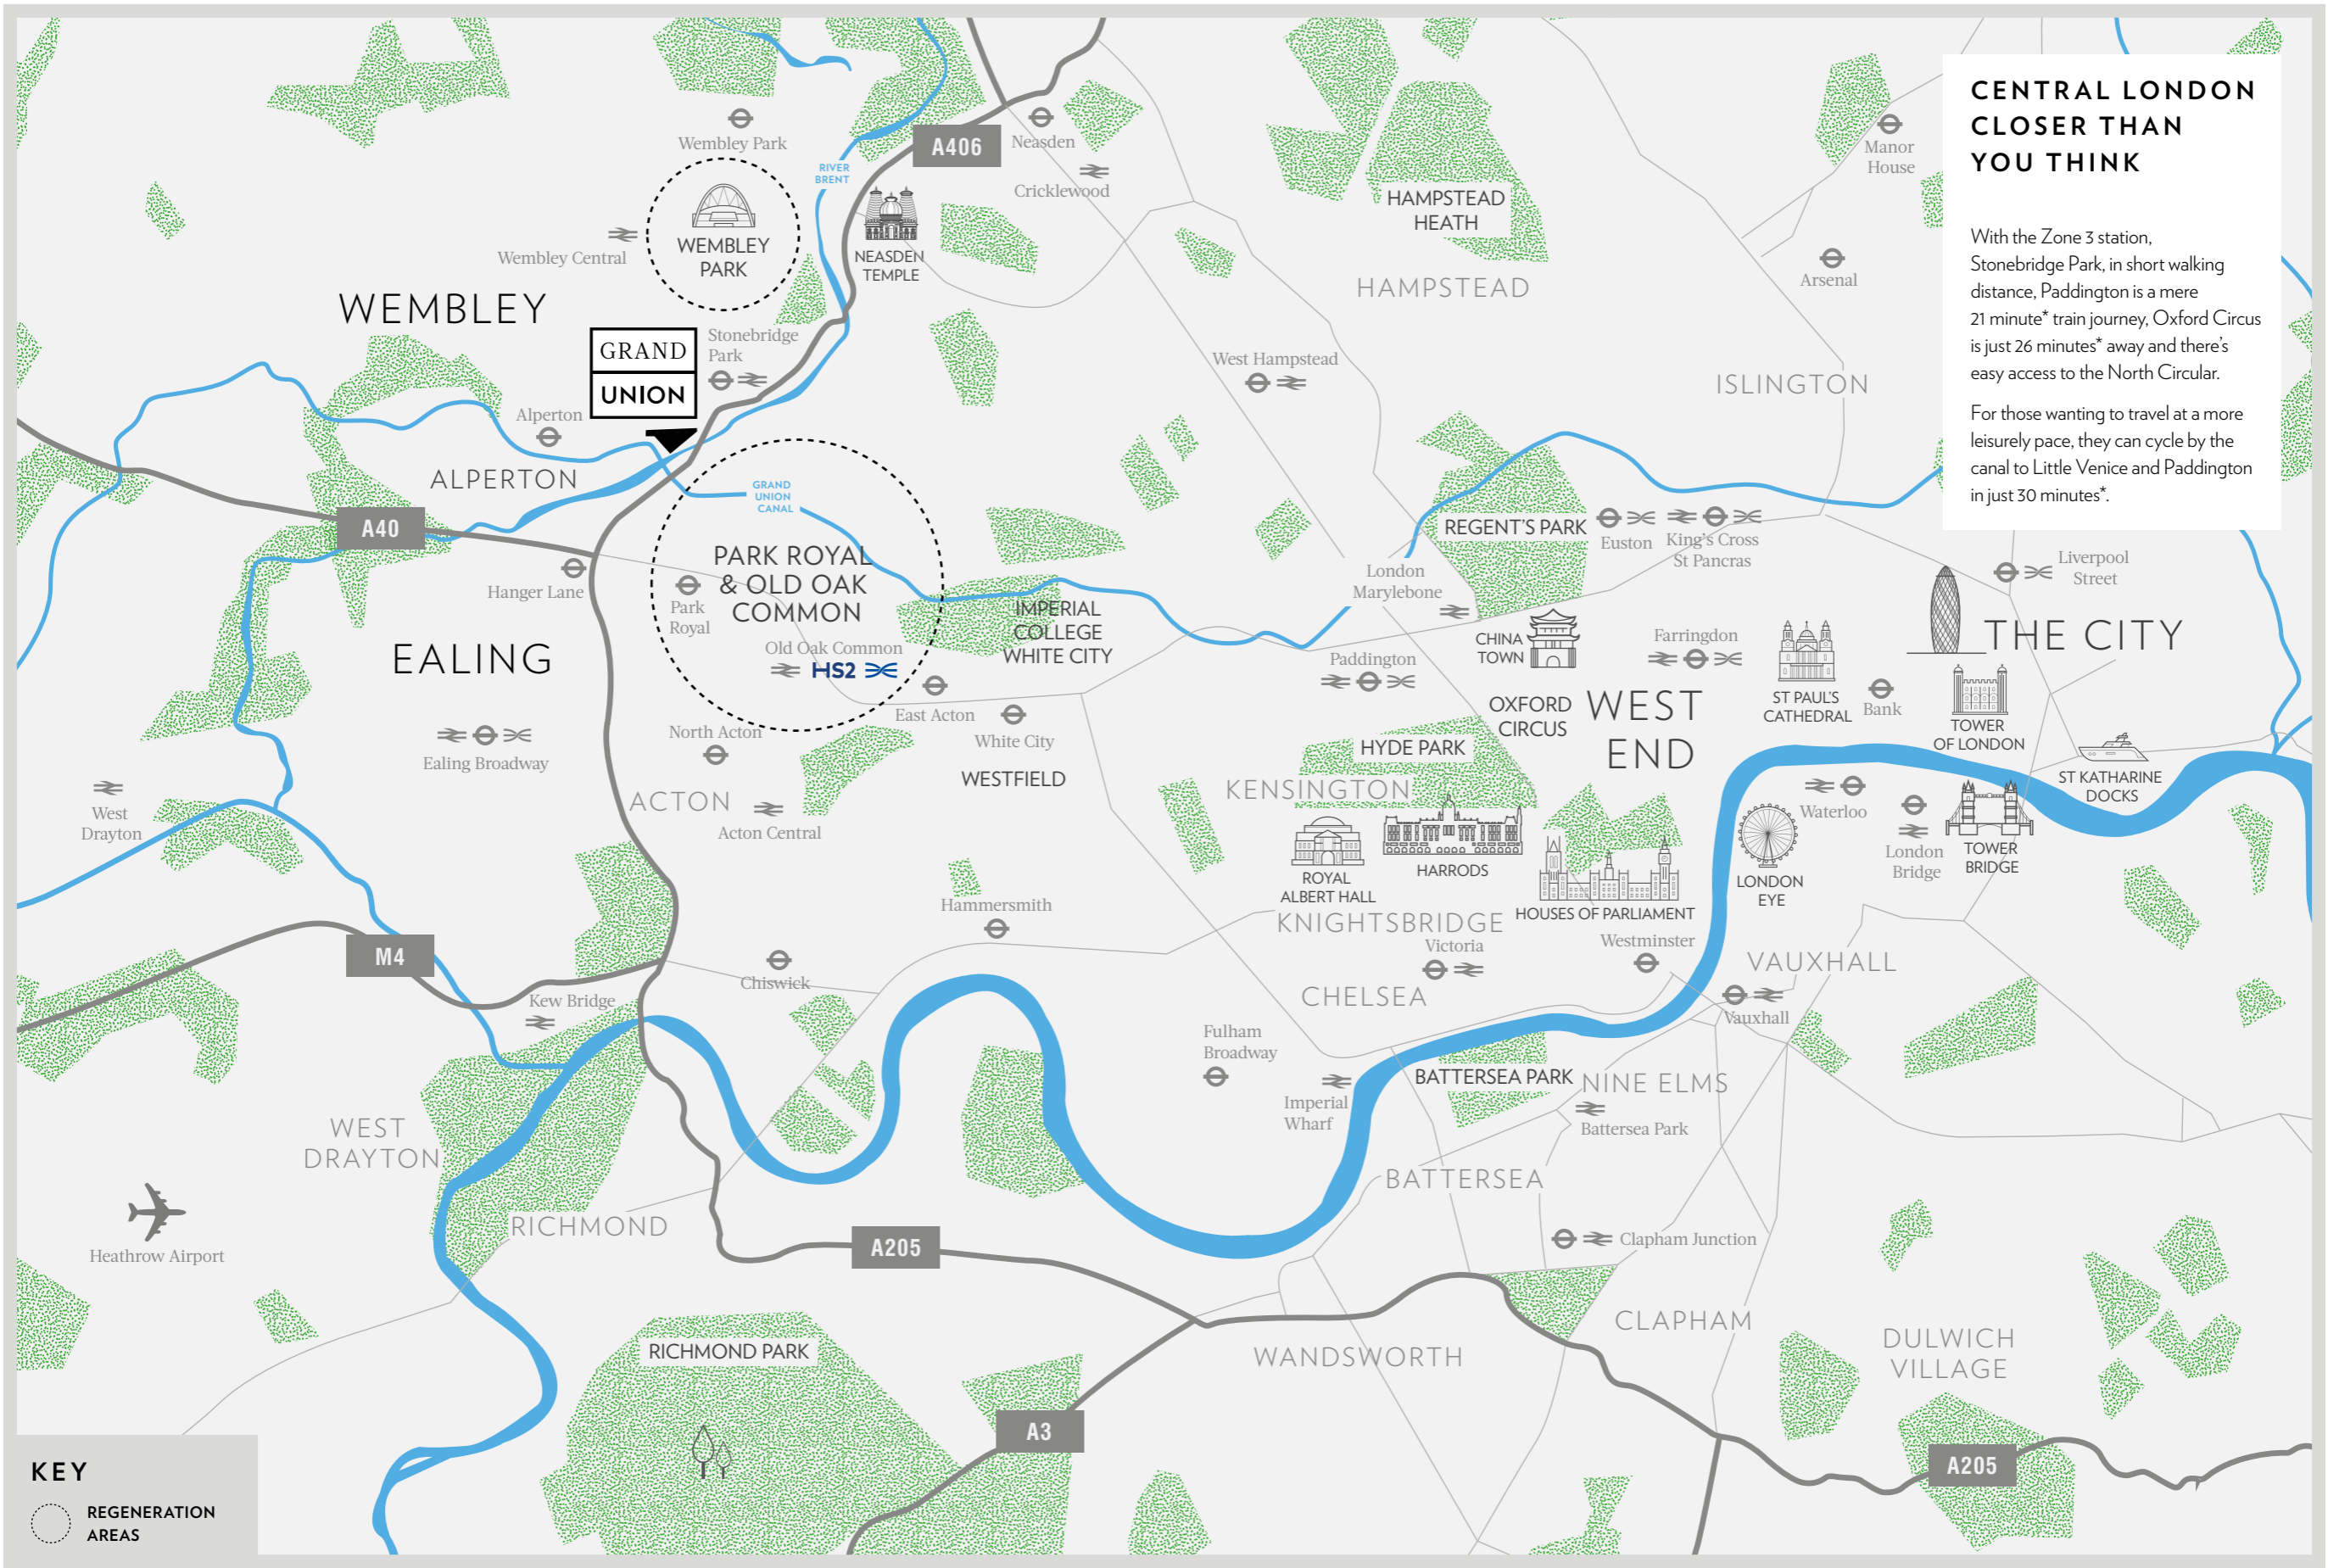 CENTRAL LONDON
CLOSER THAN
YOU THINK
With the Zone 3 station,
Stonebridge Park, in short walking
distance, Paddington is a mere
21 minute* train journey, Oxford Circus
is just 26 minutes* away and there's
easy access to the North Circular.
For those wanting to travel at a more
leisurely pace, they can cycle by the
canal to Little Venice and Paddington
in just 30 minutes*.
Wembley Park
A406
Neasden
Cricklewood
RIVER
BRENT
WEMBLEY
PARK
NEASDEN
TEMPLE
Wembley Central
WEMBLEY
GRAND
UNION
Stonebridge
Park
Alperton
ALPERTON
HAMPSTEAD
HEATH
HAMPSTEAD
Manor
House
Arsenal
West Hampstead
ISLINGTON
A40
GRAND
UNION
CANAL
Hanger Lane
PARK ROYAL
& OLD OAK
COMMON
Park
Royal
Old Oak Common
HS2
EALING
Ealing Broadway
IMPERIAL
COLLEGE
WHITE CITY
East Acton
White City
North Acton
WESTFIELD
ACTON
Acton Central
West
Drayton
REGENT'S PARK
Euston
King's Cross
St Pancras
London
Marylebone
Liverpool
Street
CHINA
TOWN
Farringdon
Paddington
THE CITY
ST PAUL'S
CATHEDRAL
Bank
TOWER
OF LONDON
OXFORD
CIRCUS
WEST
END
HYDE PARK
KENSINGTON
ST KATHARINE
DOCKS
Waterloo
London
Bridge
TOWER
BRIDGE
LONDON
EYE
ROYAL
ALBERT HALL
HARRODS
HOUSES OF PARLIAMENT
KNIGHTSBRIDGE
Victoria
Westminster
VAUXHALL
Vauxhall
CHELSEA
Hammersmith
Chiswick
M4
Kew Bridge
Fulham
Broadway
Imperial
Wharf
BATTERSEA PARK
NINE ELMS
Battersea Park
BATTERSEA
WEST
DRAYTON
Heathrow Airport
RICHMOND
A205
Clapham Junction
CLAPHAM
WANDSWORTH
DULWICH
VILLAGE
RICHMOND PARK
A3
A205
KEY
REGENERATION
AREAS